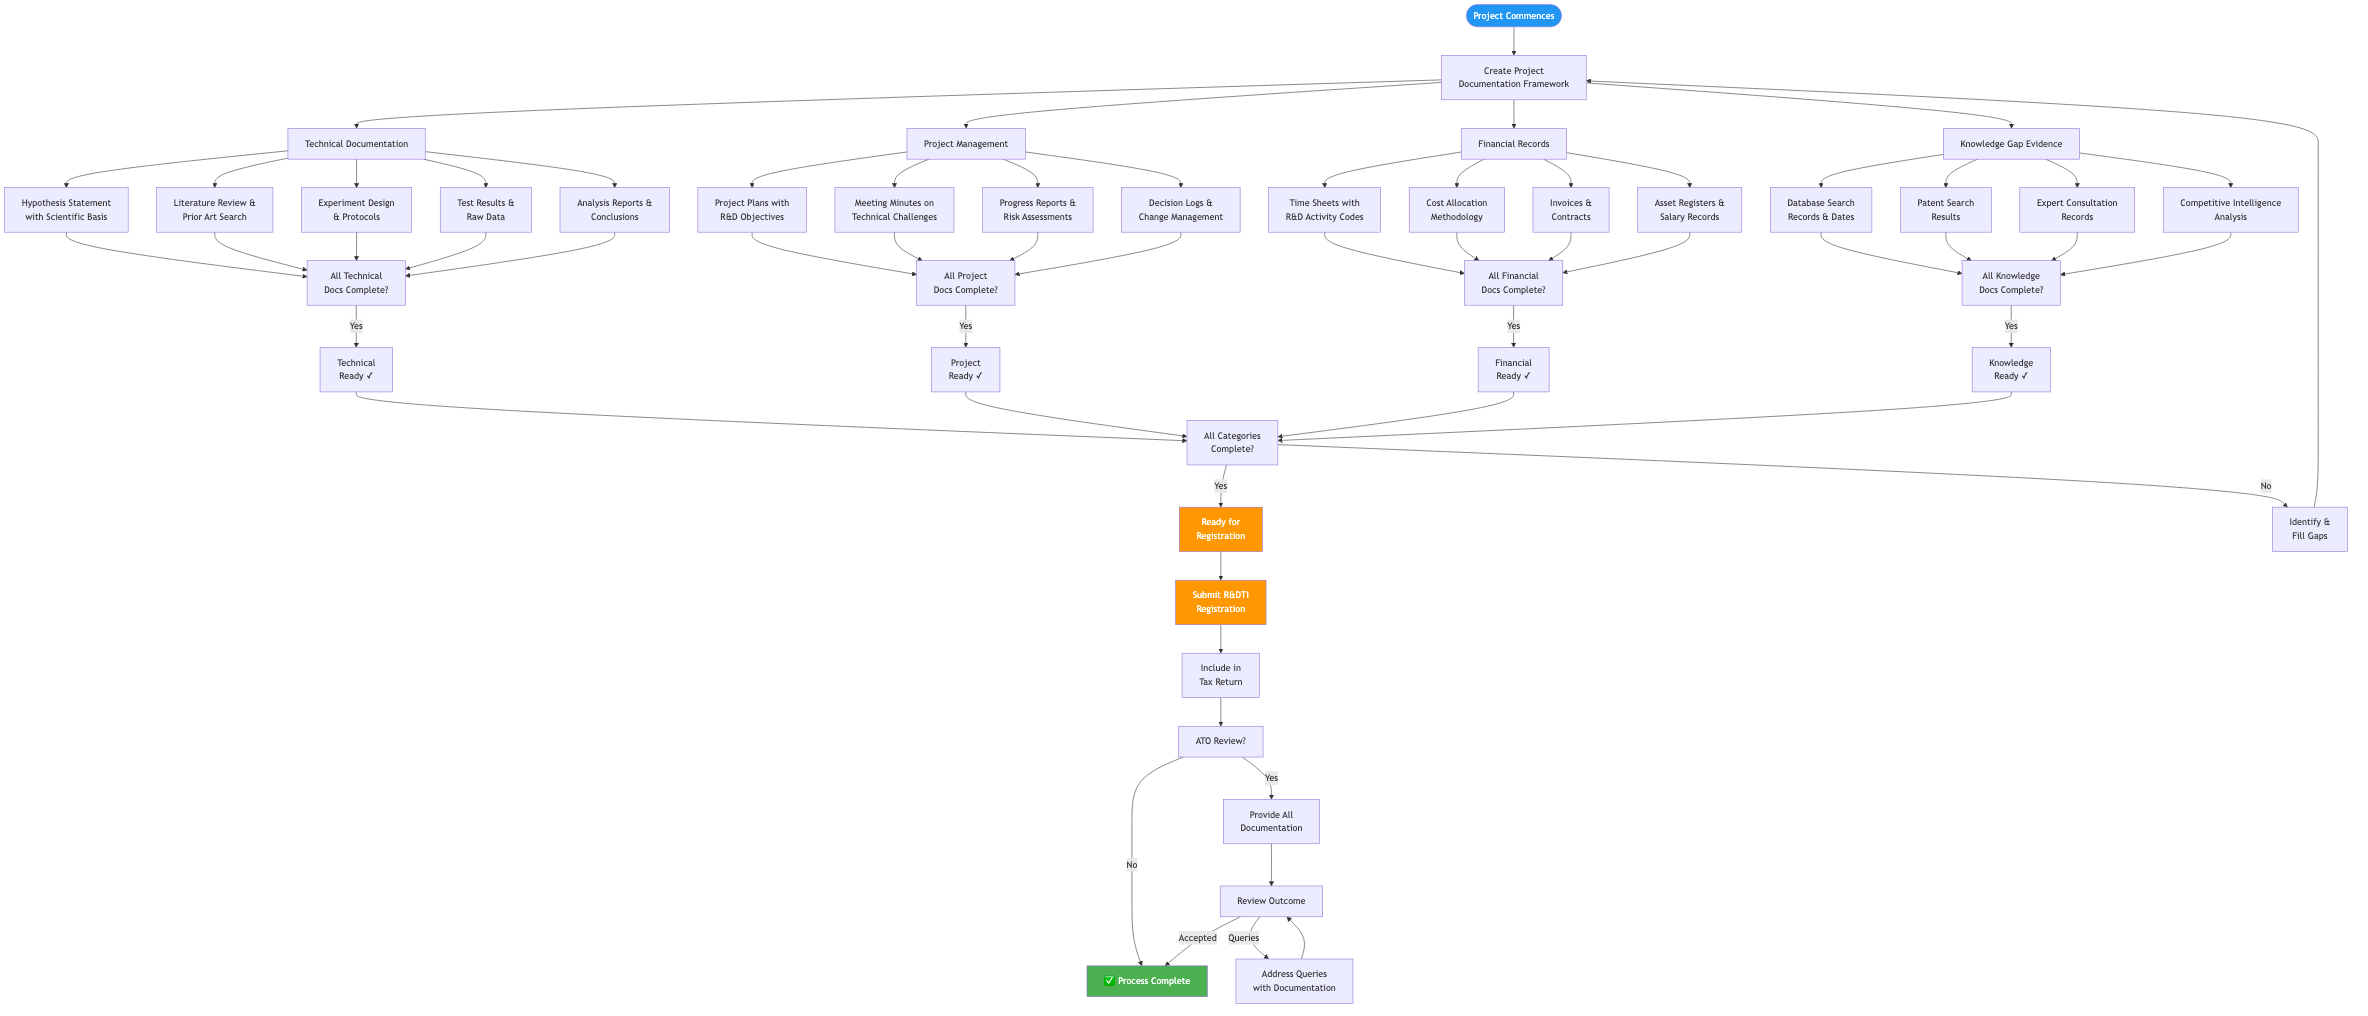 Project Commences
Create Project
Documentation Framework
Technical Documentation
Project Management
Financial Records
Knowledge Gap Evidence
Hypothesis Statement
with Scientific Basis
Literature Review &
Prior Art Search
Experiment Design
& Protocols
Test Results &
Raw Data
Analysis Reports &
Conclusions
Project Plans with
R&D Objectives
Meeting Minutes on
Technical Challenges
Progress Reports &
Risk Assessments
Decision Logs &
Change Management
Time Sheets with
R&D Activity Codes
Cost Allocation
Methodology
Invoices &
Contracts
Asset Registers &
Salary Records
Database Search
Records & Dates
Patent Search
Results
Expert Consultation
Records
Competitive Intelligence
Analysis
All Technical
Docs Complete?
All Project
Docs Complete?
All Financial
Docs Complete?
All Knowledge
Docs Complete?
Yes
Yes
Yes
Yes
Technical
Ready ✓
Project
Ready ✓
Financial
Ready ✓
Knowledge
Ready ✓
All Categories
Complete?
Yes
No
Ready for
Registration
Identify &
Fill Gaps
Submit R&DTI
Registration
Include in
Tax Return
ATO Review?
Yes
Provide All
Documentation
No
Review Outcome
Accepted
Queries
✅ Process Complete
Address Queries
with Documentation